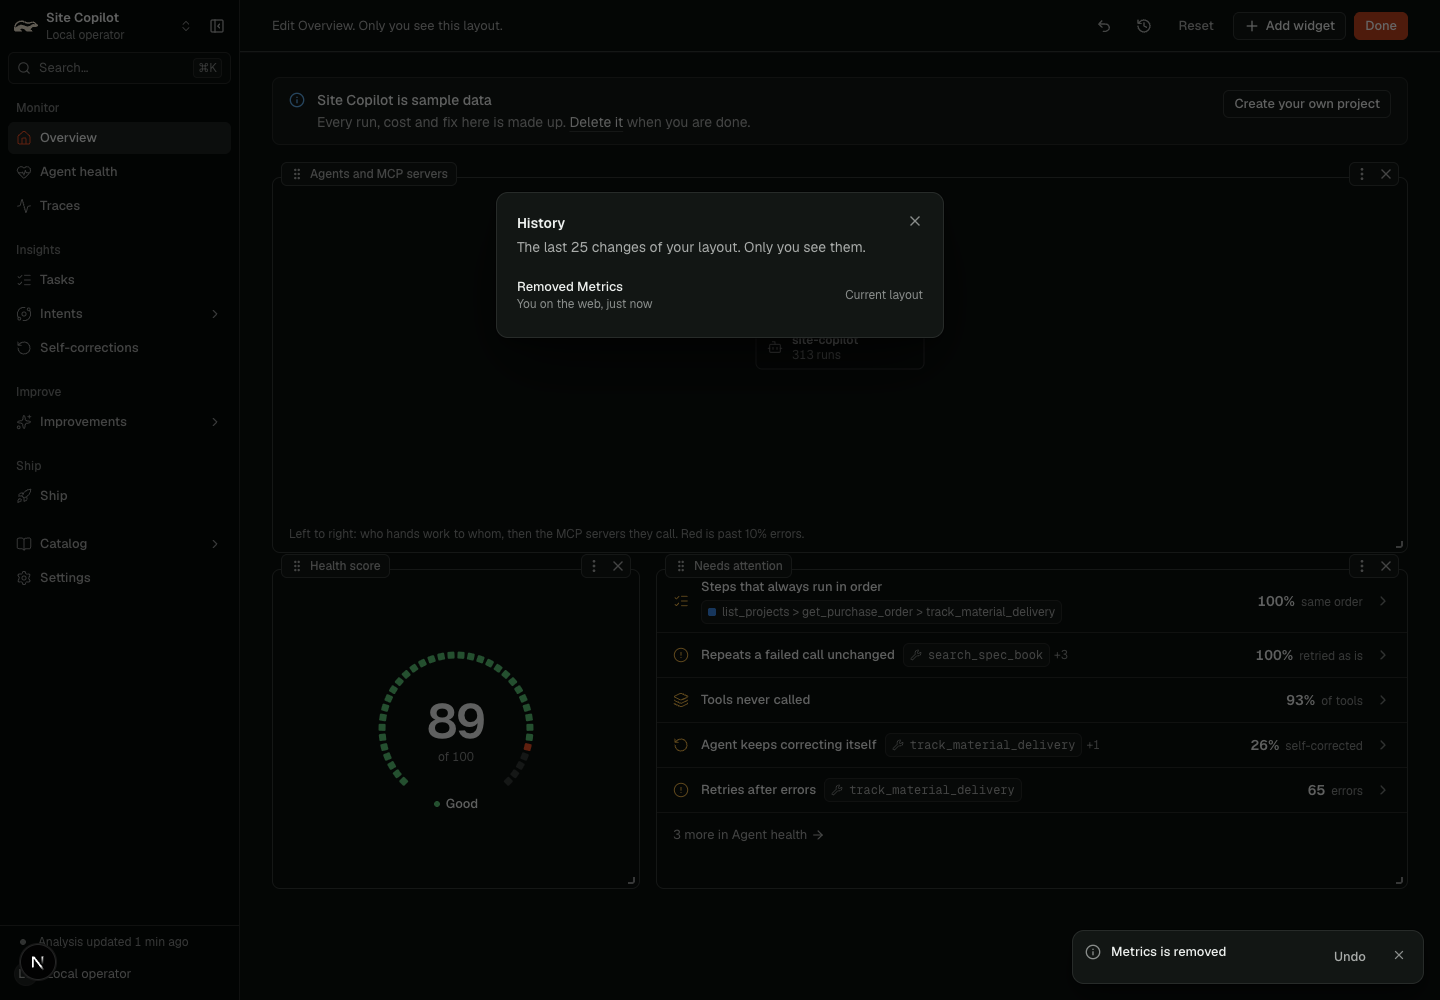 Site Copilot
Local operator
Search...
⌘K
Monitor
Overview
Agent health
Traces
Insights
Tasks
Intents
Self-corrections
Improve
Improvements
Ship
Ship
Catalog
Settings
Analysis updated 1 min ago
Local operator
N
Edit Overview. Only you see this layout.
Reset
Add widget
Done
Site Copilot is sample data
Every run, cost and fix here is made up. Delete it when you are done.
Create your own project
Agents and MCP servers
History
The last 25 changes of your layout. Only you see them.
Removed Metrics
You on the web, just now
Current layout
site-copilot
313 runs
Left to right: who hands work to whom, then the MCP servers they call. Red is past 10% errors.
Health score
89
of 100
Good
Needs attention
Steps that always run in order
list_projects > get_purchase_order > track_material_delivery
100% same order
Repeats a failed call unchanged search_spec_book +3
100% retried as is
Tools never called
93% of tools
Agent keeps correcting itself track_material_delivery +1
26% self-corrected
Retries after errors track_material_delivery
65 errors
3 more in Agent health
Metrics is removed
Undo